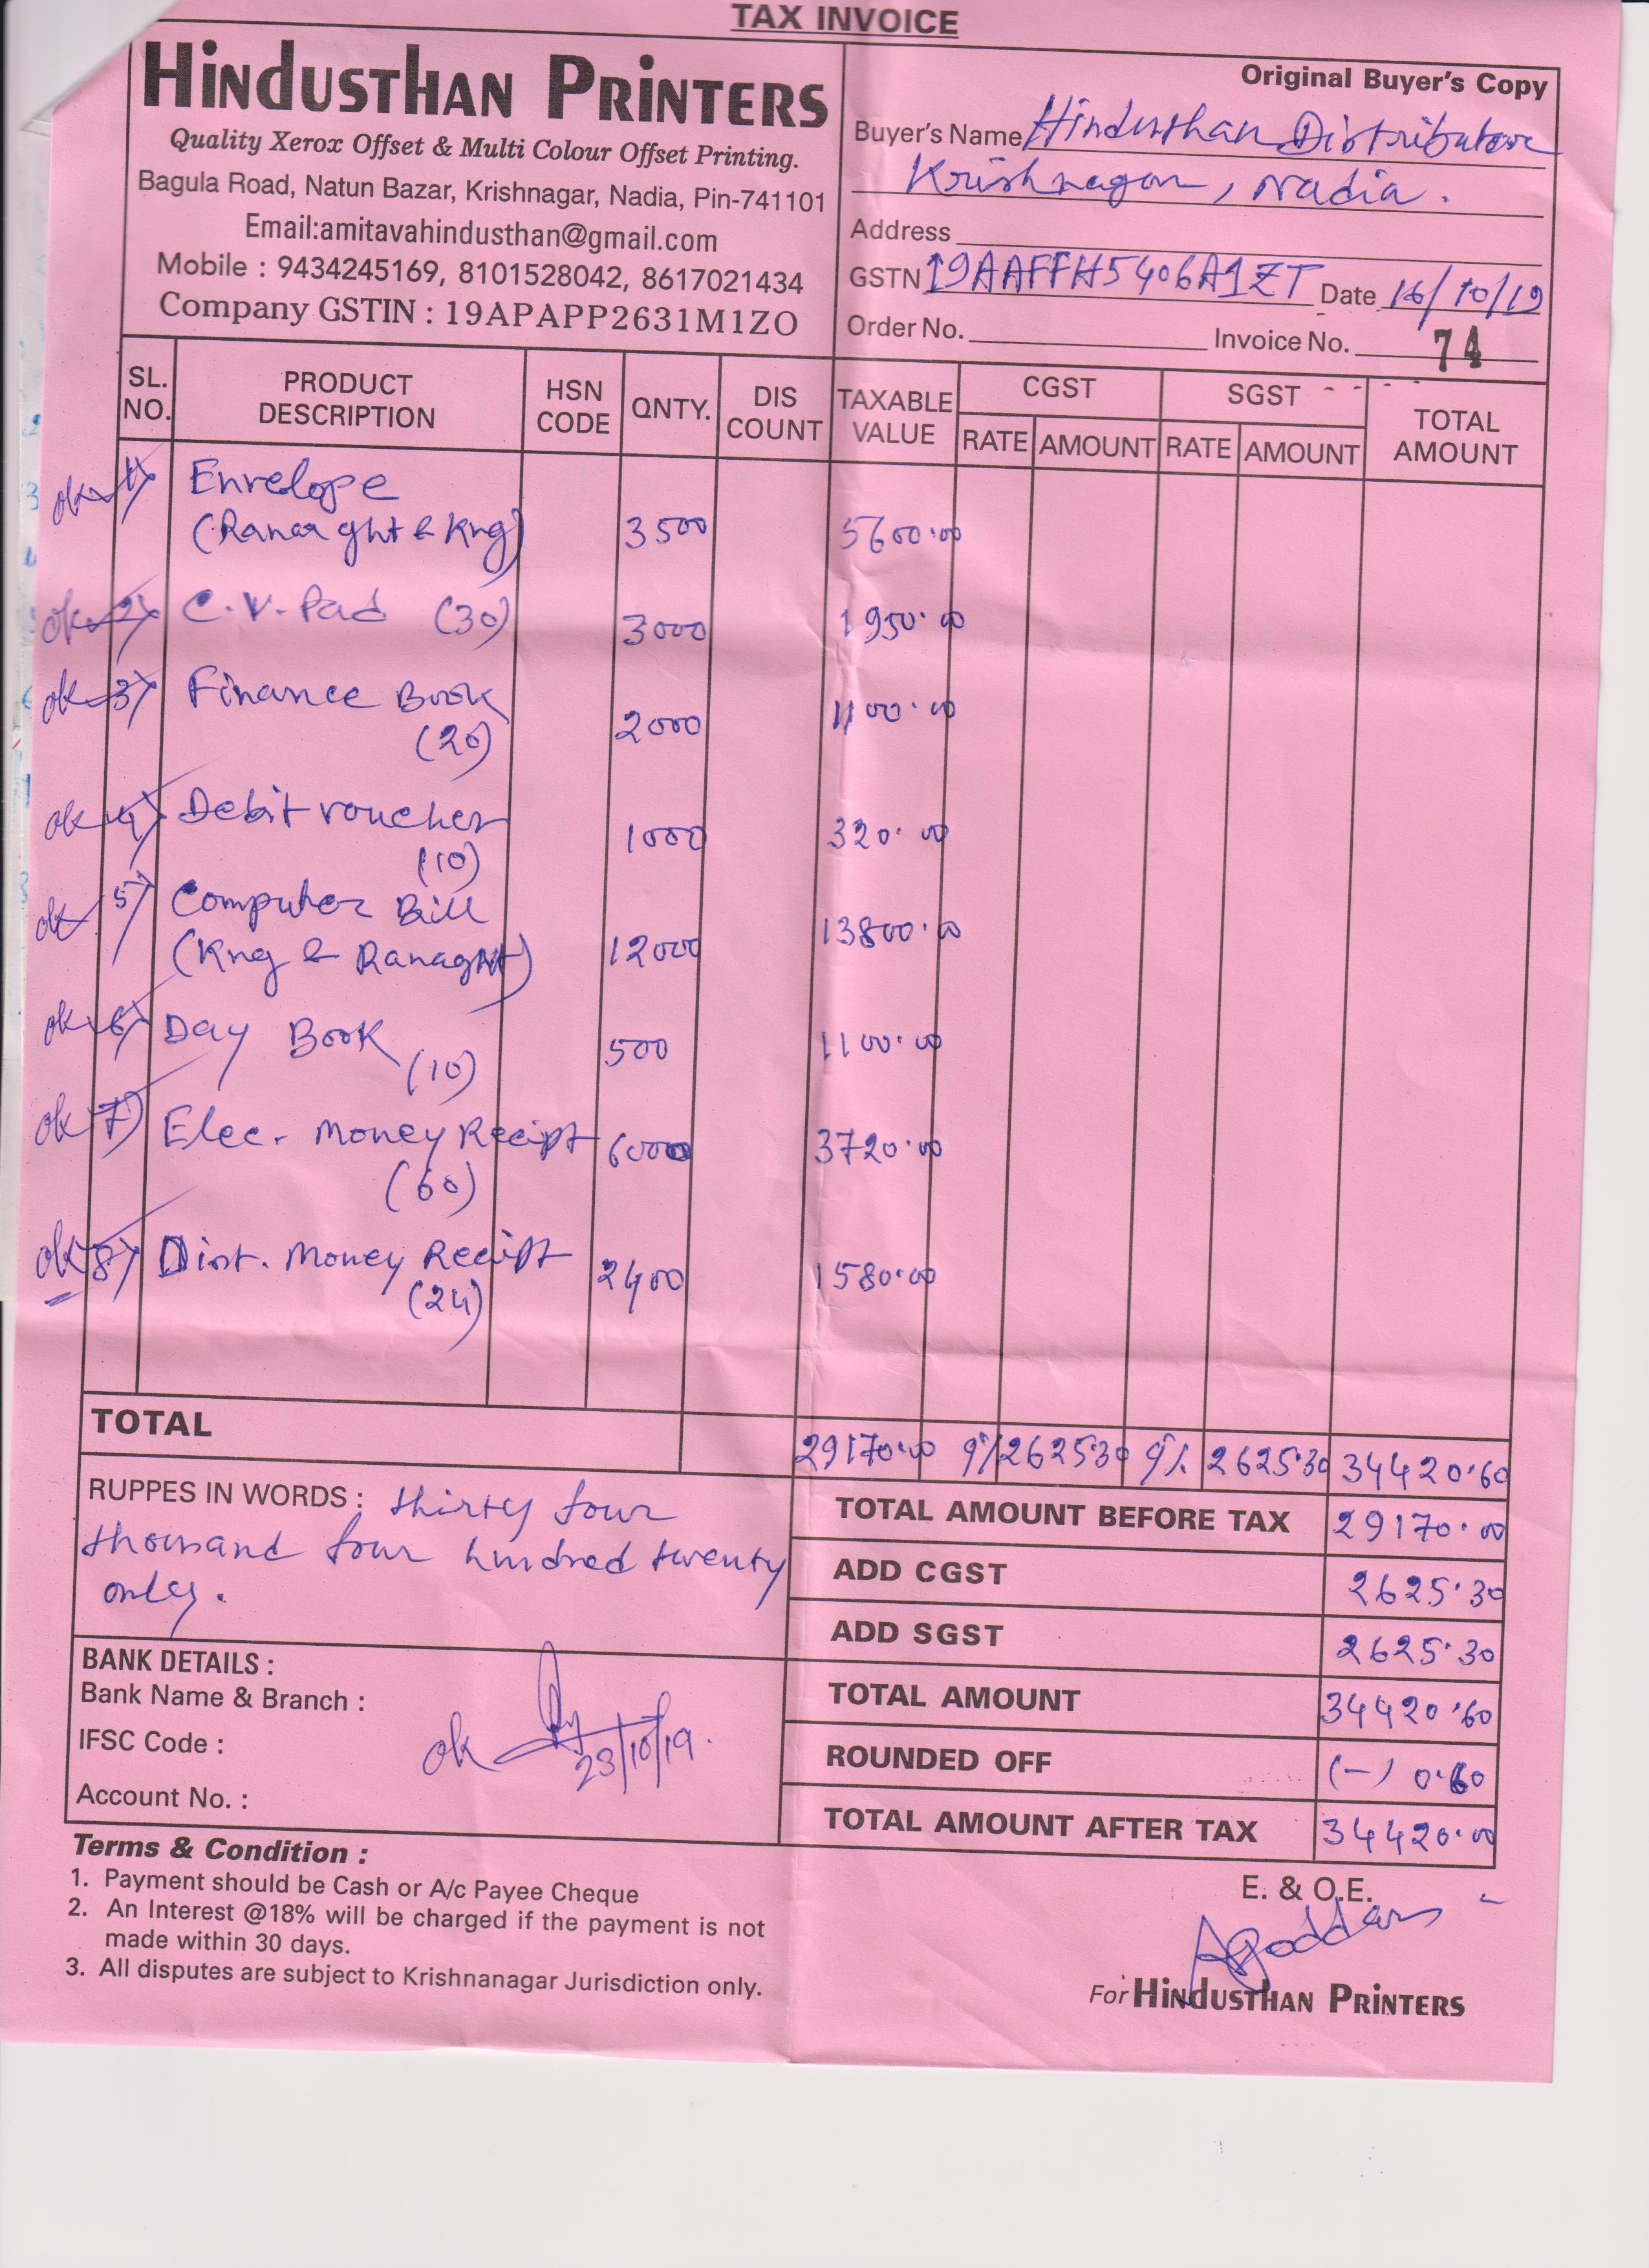 TAX INVOICE
HINDUSTHAN PRINTERS
Quality Xerox Offset & Multi Colour Offset Printing.
Bagula Road, Natun Bazar, Krishnagar, Nadia, Pin-741101
Email:amitavahindusthan@gmail.com
Mobile : 9434245169, 8101528042, 8617021434
Company GSTIN : 19APAPP2631M1ZO
Original Buyer's Copy
Buyer's Name Hindusthan Distributors
Krishnagar, Nadia.
Address
GSTN 19AAFFH5406A1ZT Date 16/10/19
Order No. Invoice No. 74
SL. NO. PRODUCT DESCRIPTION HSN CODE QNTY. DIS COUNT TAXABLE VALUE CGST SGST TOTAL AMOUNT
RATE AMOUNT RATE AMOUNT
ok 1) Envelope
(Ranaght & Kng) 3500 5600.00
ok 2) C.V. Pad (30) 3000 1950.00
ok 3) Finance Book
(20) 2000 1100.00
ok 4) Debit voucher
(10) 1000 320.00
ok 5) Computer Bill
(Kng & Ranaght) 12000 13800.00
ok 6) Day Book
(10) 500 1100.00
ok 7) Elec. Money Receipt 6000 3720.00
(60)
ok 8) Dist. Money Receipt 2400 1580.00
(24)
TOTAL 29170.00 9% 2625.30 9% 2625.30 34420.60
RUPPES IN WORDS : thirty four
thousand four hundred twenty
only.
TOTAL AMOUNT BEFORE TAX 29170.00
ADD CGST 2625.30
ADD SGST 2625.30
TOTAL AMOUNT 34420.60
ROUNDED OFF (-) 0.60
TOTAL AMOUNT AFTER TAX 34420.00
BANK DETAILS :
Bank Name & Branch :
IFSC Code :
Account No. :
ok 23/10/19.
Terms & Condition :
1. Payment should be Cash or A/c Payee Cheque
2. An Interest @18% will be charged if the payment is not
made within 30 days.
3. All disputes are subject to Krishnanagar Jurisdiction only.
E. & O.E.
For HINDUSTHAN PRINTERS